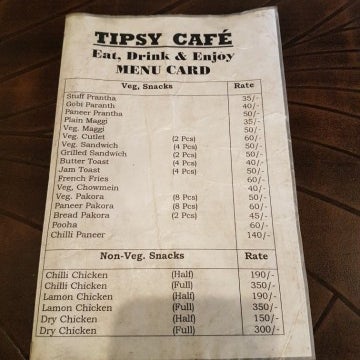 TIPSY CAFÉ
Eat, Drink & Enjoy
MENU CARD
Veg, Snacks Rate
Stuff Prantha 35/-
Gobi Paranth 40/-
Paneer Prantha 50/-
Plain Maggi 35/-
Veg. Maggi 50/-
Veg. Cutlet (2 Pcs) 60/-
Veg. Sandwich (4 Pcs) 50/-
Grilled Sandwich (2 Pcs) 60/-
Butter Toast (4 Pcs) 40/-
Jam Toast (4 Pcs) 50/-
French Fries 60/-
Veg, Chowmein 40/-
Veg. Pakora (8 Pcs) 50/-
Paneer Pakora (8 Pcs) 60/-
Bread Pakora (2 Pcs) 45/-
Pooha 60/-
Chilli Paneer 140/-
Non-Veg. Snacks Rate
Chilli Chicken (Half) 190/-
Chilli Chicken (Full) 350/-
Lamon Chicken (Half) 190/-
Lamon Chicken (Full) 350/-
Dry Chicken (Half) 150/-
Dry Chicken (Full) 300/-